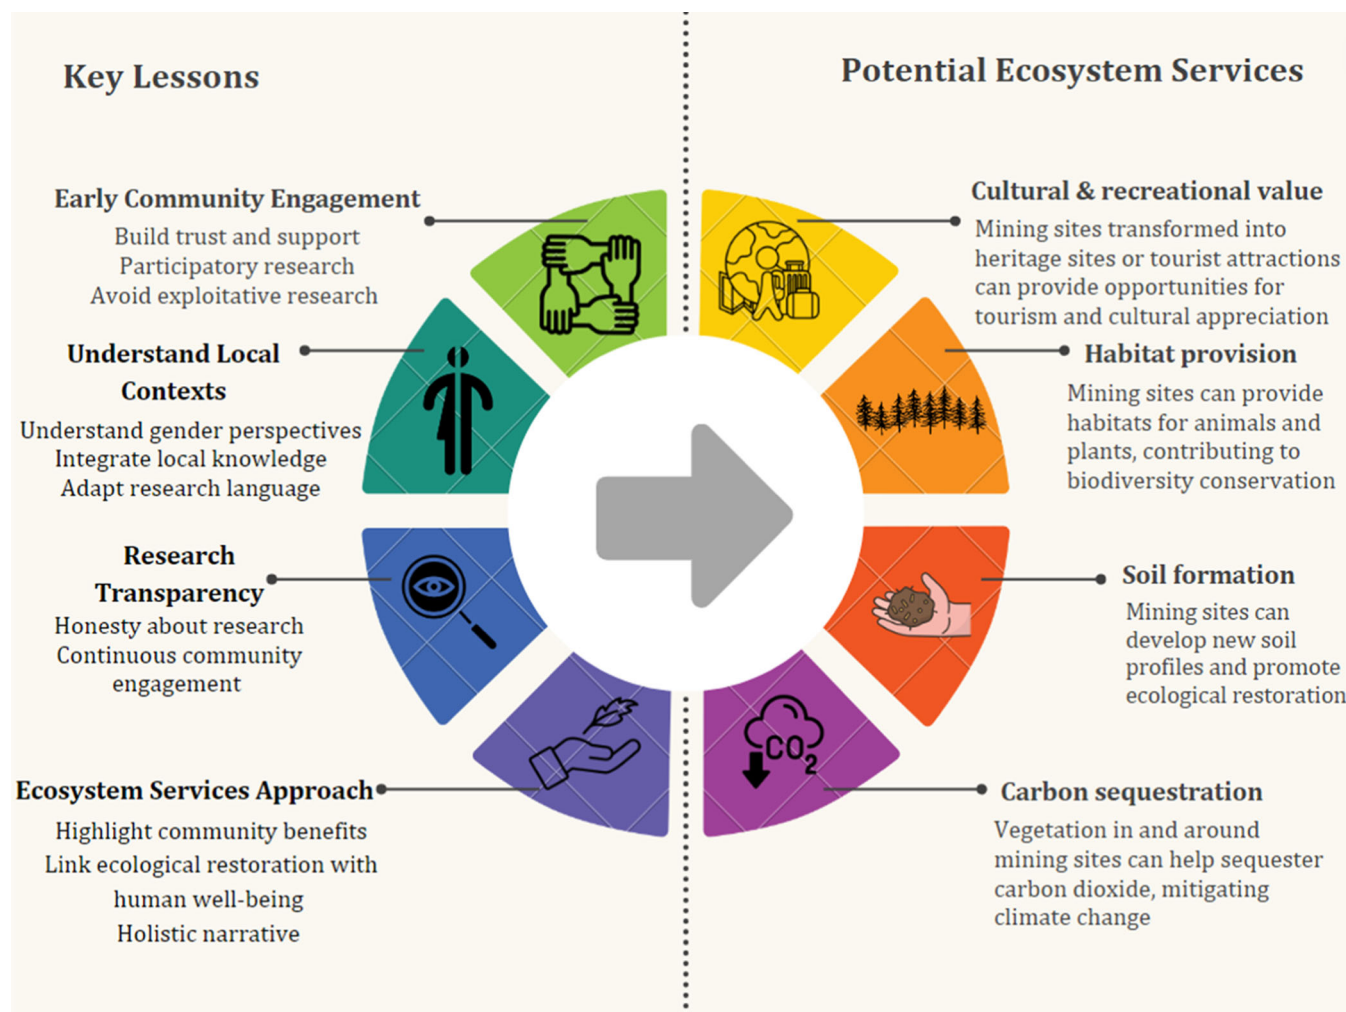 Key Lessons
Early Community Engagement
Build trust and support
Participatory research
Avoid exploitative research
Understand Local
Contexts
Understand gender perspectives
Integrate local knowledge
Adapt research language
Research
Transparency
Honesty about research
Continuous community
engagement
Ecosystem Services Approach
Highlight community benefits
Link ecological restoration with
human well-being
Holistic narrative
Potential Ecosystem Services
Cultural & recreational value
Mining sites transformed into
heritage sites or tourist attractions
can provide opportunities for
tourism and cultural appreciation
Habitat provision
Mining sites can provide
habitats for animals and
plants, contributing to
biodiversity conservation
Soil formation
Mining sites can
develop new soil
profiles and promote
ecological restoration
CO2
Carbon sequestration
Vegetation in and around
mining sites can help sequester
carbon dioxide, mitigating
climate change